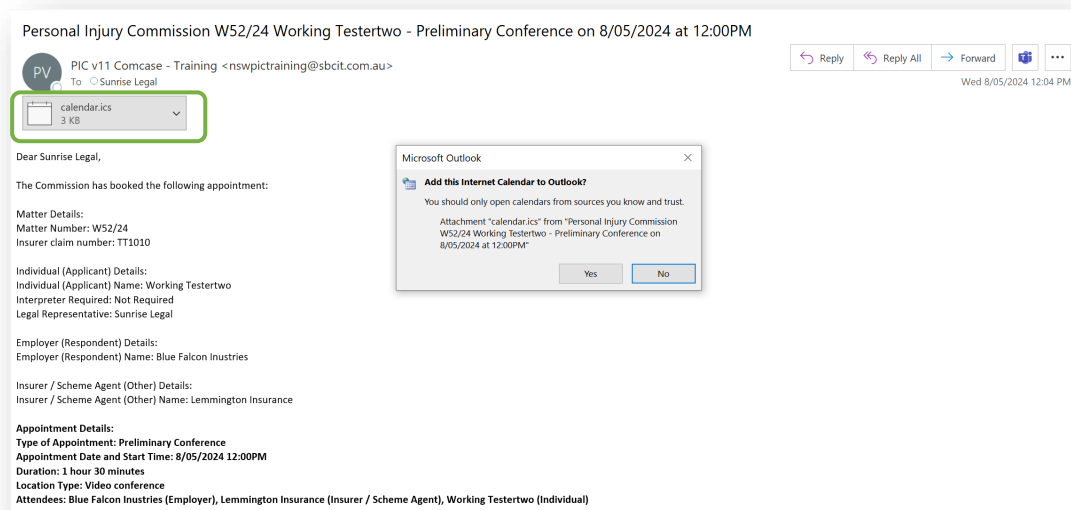 Personal Injury Commission W52/24 Working Testertwo - Preliminary Conference on 8/05/2024 at 12:00PM
PV
PIC v11 Comcase - Training <nswpictraining@sbcit.com.au>
To Sunrise Legal
Reply
Reply All
Forward
Wed 8/05/2024 12:04 PM
calendar.ics
3 KB
Dear Sunrise Legal,
The Commission has booked the following appointment:
Matter Details:
Matter Number: W52/24
Insurer claim number: TT1010
Individual (Applicant) Details:
Individual (Applicant) Name: Working Testertwo
Interpreter Required: Not Required
Legal Representative: Sunrise Legal
Employer (Respondent) Details:
Employer (Respondent) Name: Blue Falcon Inustries
Insurer / Scheme Agent (Other) Details:
Insurer / Scheme Agent (Other) Name: Lemmington Insurance
Appointment Details:
Type of Appointment: Preliminary Conference
Appointment Date and Start Time: 8/05/2024 12:00PM
Duration: 1 hour 30 minutes
Location Type: Video conference
Attendees: Blue Falcon Inustries (Employer), Lemmington Insurance (Insurer / Scheme Agent), Working Testertwo (Individual)
Microsoft Outlook
Add this Internet Calendar to Outlook?
You should only open calendars from sources you know and trust.
Attachment "calendar.ics" from "Personal Injury Commission
W52/24 Working Testertwo - Preliminary Conference on
8/05/2024 at 12:00PM"
Yes
No